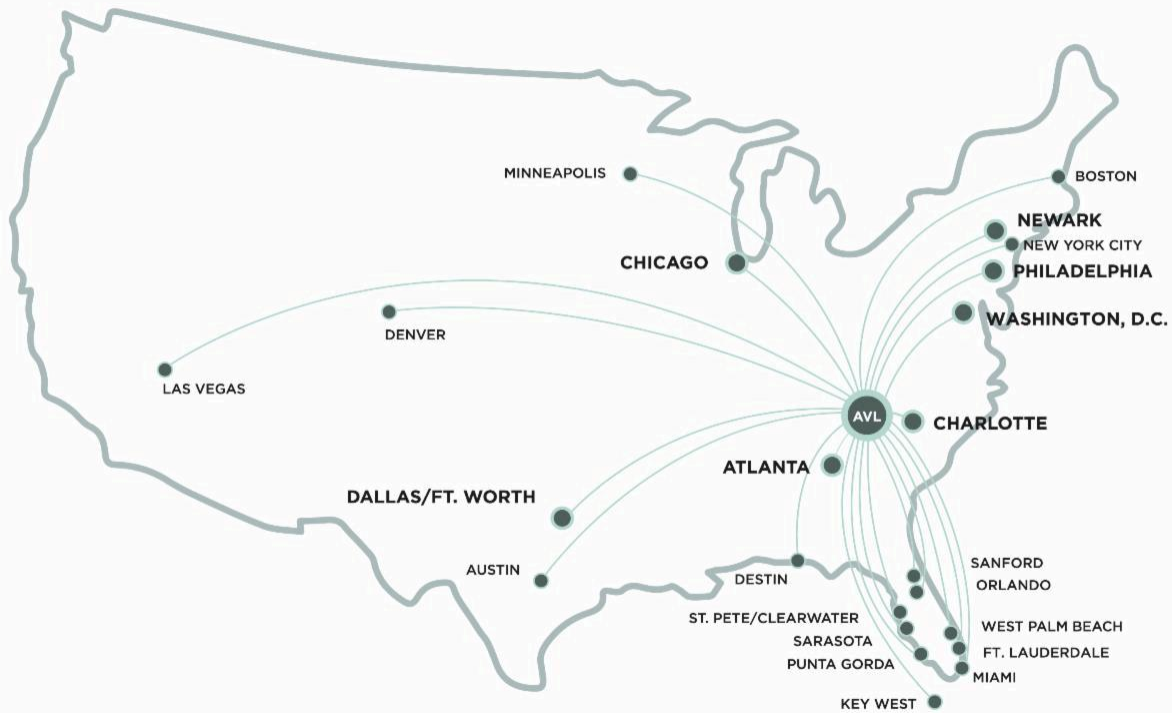 MINNEAPOLIS
BOSTON
NEWARK
NEW YORK CITY
CHICAGO
PHILADELPHIA
WASHINGTON, D.C.
DENVER
LAS VEGAS
AVL
CHARLOTTE
ATLANTA
DALLAS/FT. WORTH
AUSTIN
DESTIN
SANFORD
ORLANDO
ST. PETE/CLEARWATER
WEST PALM BEACH
SARASOTA
FT. LAUDERDALE
PUNTA GORDA
MIAMI
KEY WEST